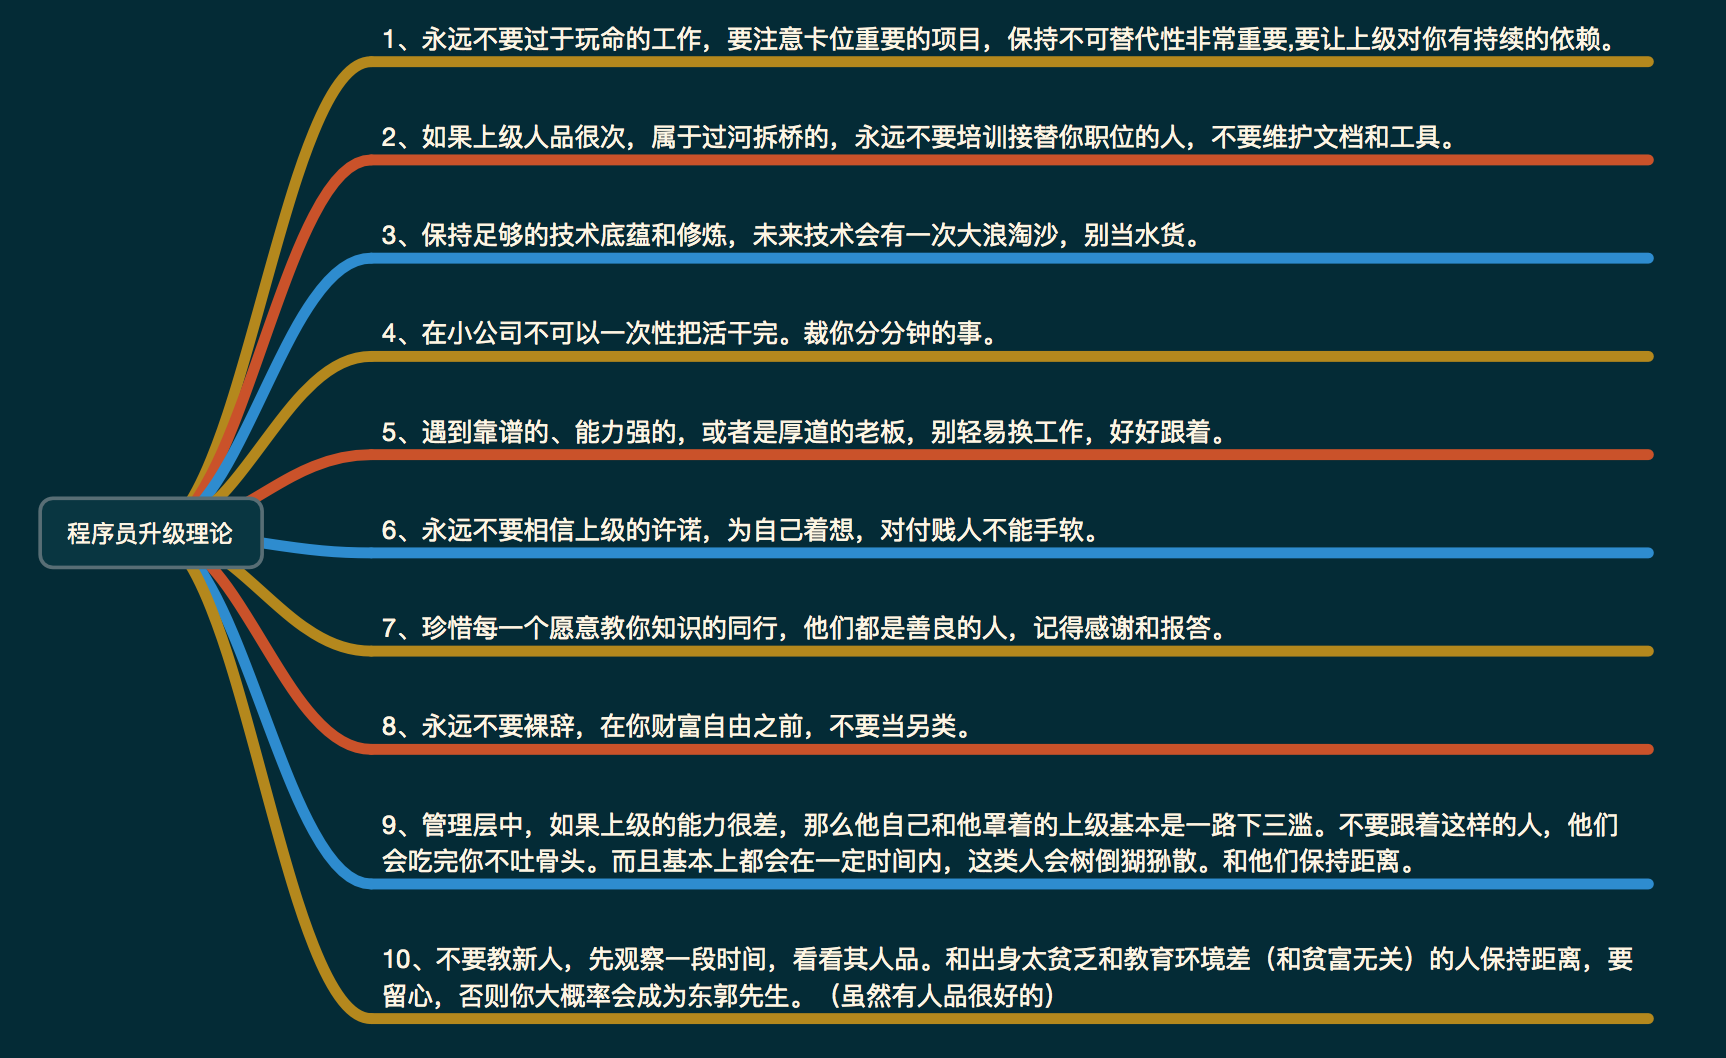 1、永远不要过于玩命的工作，要注意卡位重要的项目，保持不可替代性非常重要,要让上级对你有持续的依赖。
2、如果上级人品很次，属于过河拆桥的，永远不要培训接替你职位的人，不要维护文档和工具。
3、保持足够的技术底蕴和修炼，未来技术会有一次大浪淘沙，别当水货。
4、在小公司不可以一次性把活干完。裁你分分钟的事。
5、遇到靠谱的、能力强的，或者是厚道的老板，别轻易换工作，好好跟着。
程序员升级理论
6、永远不要相信上级的许诺，为自己着想，对付贱人不能手软。
7、珍惜每一个愿意教你知识的同行，他们都是善良的人，记得感谢和报答。
8、永远不要裸辞，在你财富自由之前，不要当另类。
9、管理层中，如果上级的能力很差，那么他自己和他罩着的上级基本是一路下三滥。不要跟着这样的人，他们
会吃完你不吐骨头。而且基本上都会在一定时间内，这类人会树倒猢狲散。和他们保持距离。
10、不要教新人，先观察一段时间，看看其人品。和出身太贫乏和教育环境差（和贫富无关）的人保持距离，要
留心，否则你大概率会成为东郭先生。（虽然有人品很好的）